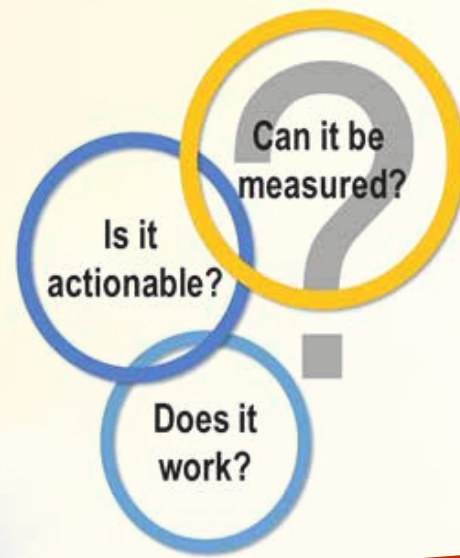 Can it be
measured?
Is it
actionable?
Does it
work?
?